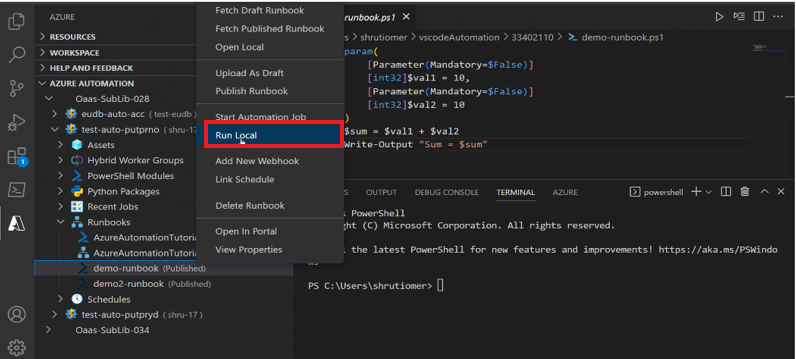 AZURE
RESOURCES
WORKSPACE
HELP AND FEEDBACK
AZURE AUTOMATION
Oaas-SubLib-028
eudb-auto-acc (test-eudb)
test-auto-putprno (shru-17
Assets
Hybrid Worker Groups
PowerShell Modules
Python Packages
Recent Jobs
Runbooks
AzureAutomationTutori
AzureAutomationTutori
demo-runbook (Published)
demo2-runbook (Published)
Schedules
test-auto-putpryd (shru-17)
Oaas-SubLib-034
1
Fetch Draft Runbook
Fetch Published Runbook
Open Local
Upload As Draft
Publish Runbook
Start Automation Job
Run Local
Add New Webhook
Link Schedule
Delete Runbook
Open In Portal
View Properties
runbook.ps1
s > shrutiomer > vscodeAutomation > 33402110 > demo-runbook.ps1
param(
[Parameter(Mandatory=$False)]
[int32]$val1 = 10,
[Parameter(Mandatory=$False)]
[int32]$val2 = 10
)
$sum = $val1 + $val2
Write-Output "Sum = $sum"
OUTPUT DEBUG CONSOLE TERMINAL AZURE
powershell
s PowerShell
ght (C) Microsoft Corporation. All rights reserved.
l the latest PowerShell for new features and improvements! https://aka.ms/PSWindo
ws
PS C:\Users\shrutiomer>